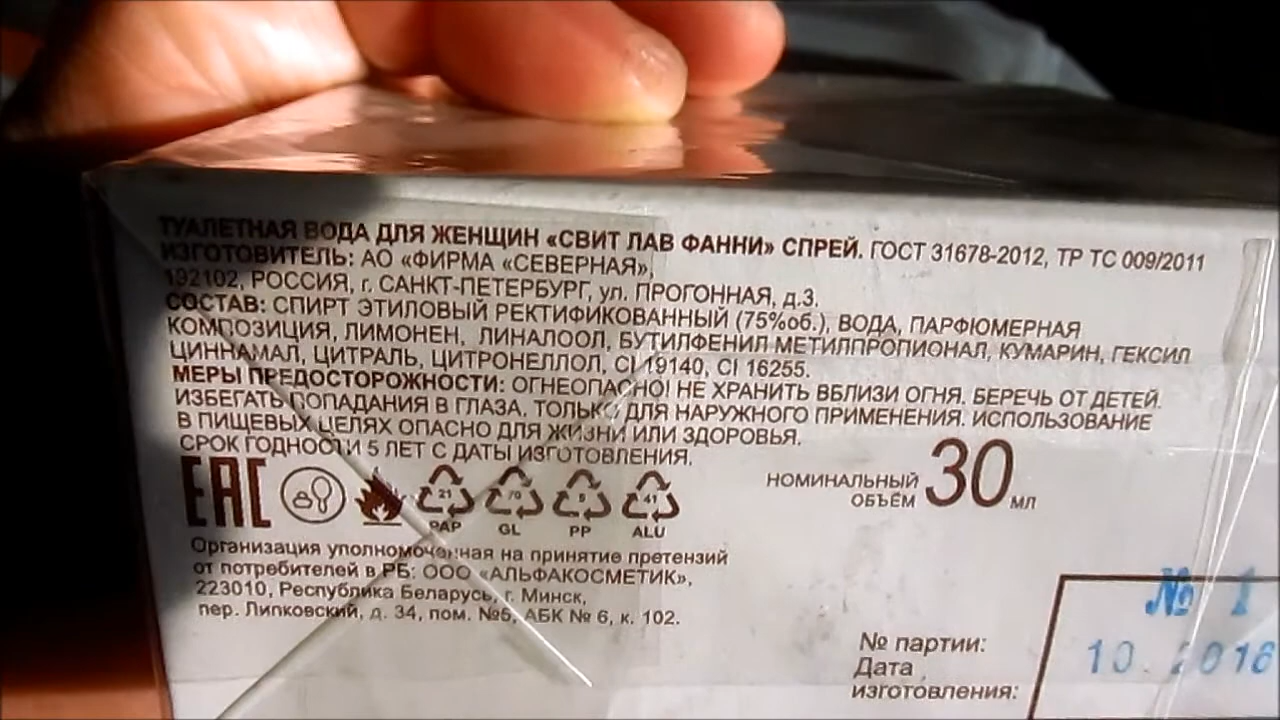 ТУАЛЕТНАЯ ВОДА ДЛЯ ЖЕНЩИН «СВИТ ЛАВ ФАННИ» СПРЕЙ. ГОСТ 31678-2012, ТР ТС 009/2011
ИЗГОТОВИТЕЛЬ: АО «ФИРМА «СЕВЕРНАЯ»,
192102, РОССИЯ, г. САНКТ-ПЕТЕРБУРГ, ул. ПРОГОННАЯ, д.3.
СОСТАВ: СПИРТ ЭТИЛОВЫЙ РЕКТИФИКОВАННЫЙ (75%об.), ВОДА, ПАРФЮМЕРНАЯ
КОМПОЗИЦИЯ, ЛИМОНЕН, ЛИНАЛООЛ, БУТИЛФЕНИЛ МЕТИЛПРОПИОНАЛ, КУМАРИН, ГЕКСИЛ
ЦИННАМАЛ, ЦИТРАЛЬ, ЦИТРОНЕЛЛОЛ, CI 19140, CI 16255.
МЕРЫ ПРЕДОСТОРОЖНОСТИ: ОГНЕОПАСНО! НЕ ХРАНИТЬ ВБЛИЗИ ОГНЯ. БЕРЕЧЬ ОТ ДЕТЕЙ.
ИЗБЕГАТЬ ПОПАДАНИЯ В ГЛАЗА. ТОЛЬКО ДЛЯ НАРУЖНОГО ПРИМЕНЕНИЯ. ИСПОЛЬЗОВАНИЕ
В ПИЩЕВЫХ ЦЕЛЯХ ОПАСНО ДЛЯ ЖИЗНИ ИЛИ ЗДОРОВЬЯ.
СРОК ГОДНОСТИ 5 ЛЕТ С ДАТЫ ИЗГОТОВЛЕНИЯ.
НОМИНАЛЬНЫЙ
ОБЪЁМ 30 МЛ
EAC 21 70 5 41
PAP GL PP ALU
Организация уполномоченная на принятие претензий
от потребителей в РБ: ООО «АЛЬФАКОСМЕТИК»,
223010, Республика Беларусь, г. Минск,
пер. Липковский, д. 34, пом. №5, АБК № 6, к. 102.
№ 1
№ партии: 10.2016
Дата
изготовления: